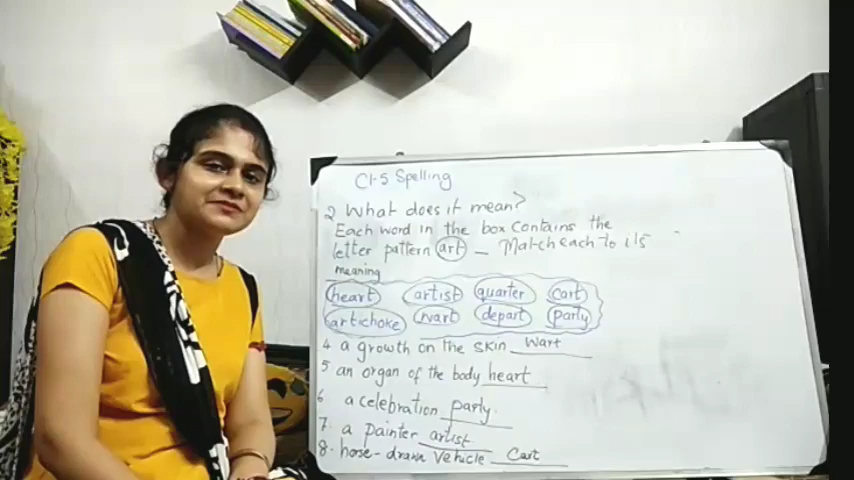 Cl-5 Spelling
2 What does it mean?
Each word in the box contains the
letter pattern art - Match each to its
meaning
heart artist quarter cart
artichoke wart depart party
4 a growth on the skin wart
5 an organ of the body heart
6 a celebration party.
7. a painter artist
8. horse-drawn vehicle cart